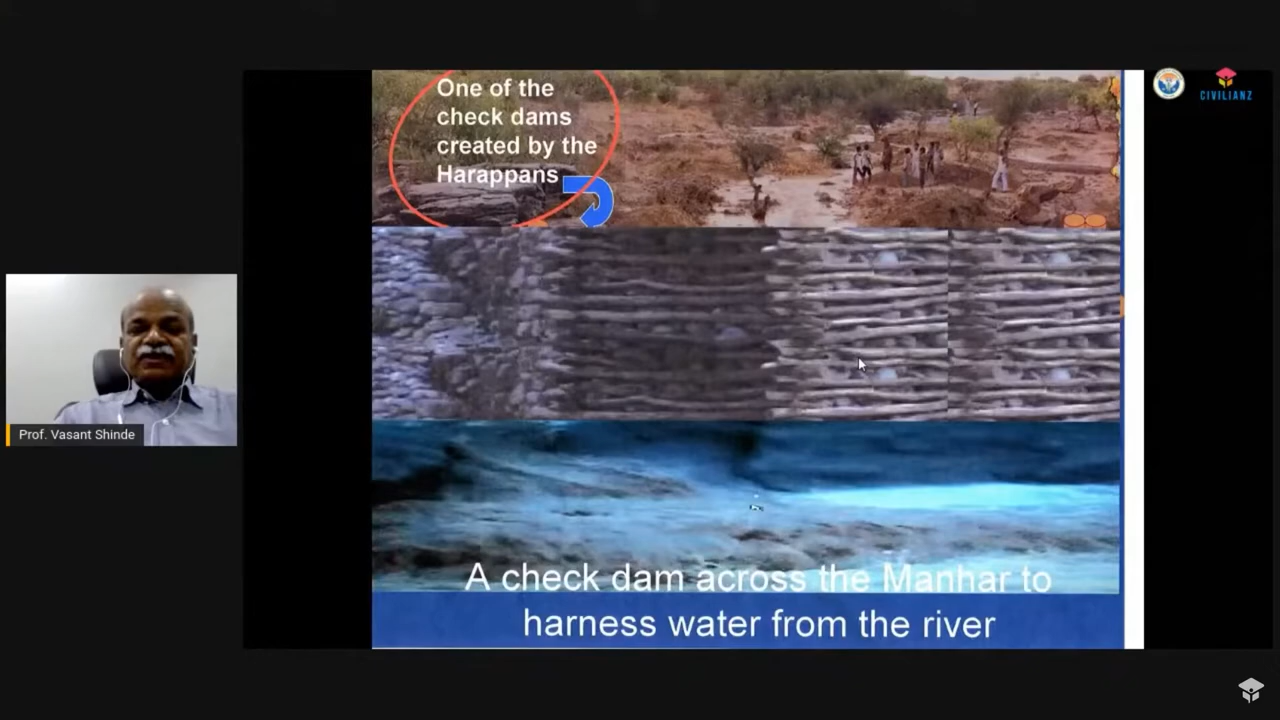 One of the
check dams
created by the
Harappans
CIVILIANZ
Prof. Vasant Shinde
A check dam across the Manhar to
harness water from the river